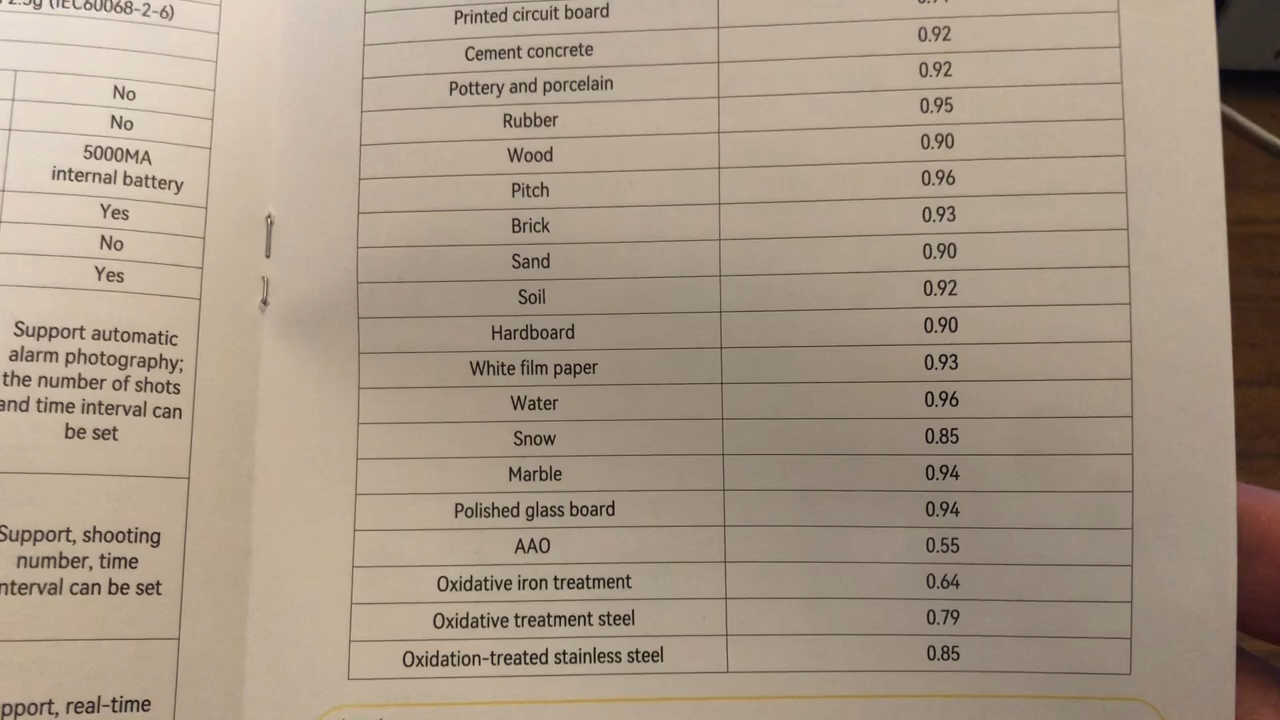 (IEC60068-2-6)
No
No
5000MA
internal battery
Yes
No
Yes
Support automatic
alarm photography;
the number of shots
and time interval can
be set
Support, shooting
number, time
interval can be set
real-time
Printed circuit board
Cement concrete 0.92
Pottery and porcelain 0.92
Rubber 0.95
Wood 0.90
Pitch 0.96
Brick 0.93
Sand 0.90
Soil 0.92
Hardboard 0.90
White film paper 0.93
Water 0.96
Snow 0.85
Marble 0.94
Polished glass board 0.94
AAO 0.55
Oxidative iron treatment 0.64
Oxidative treatment steel 0.79
Oxidation-treated stainless steel 0.85